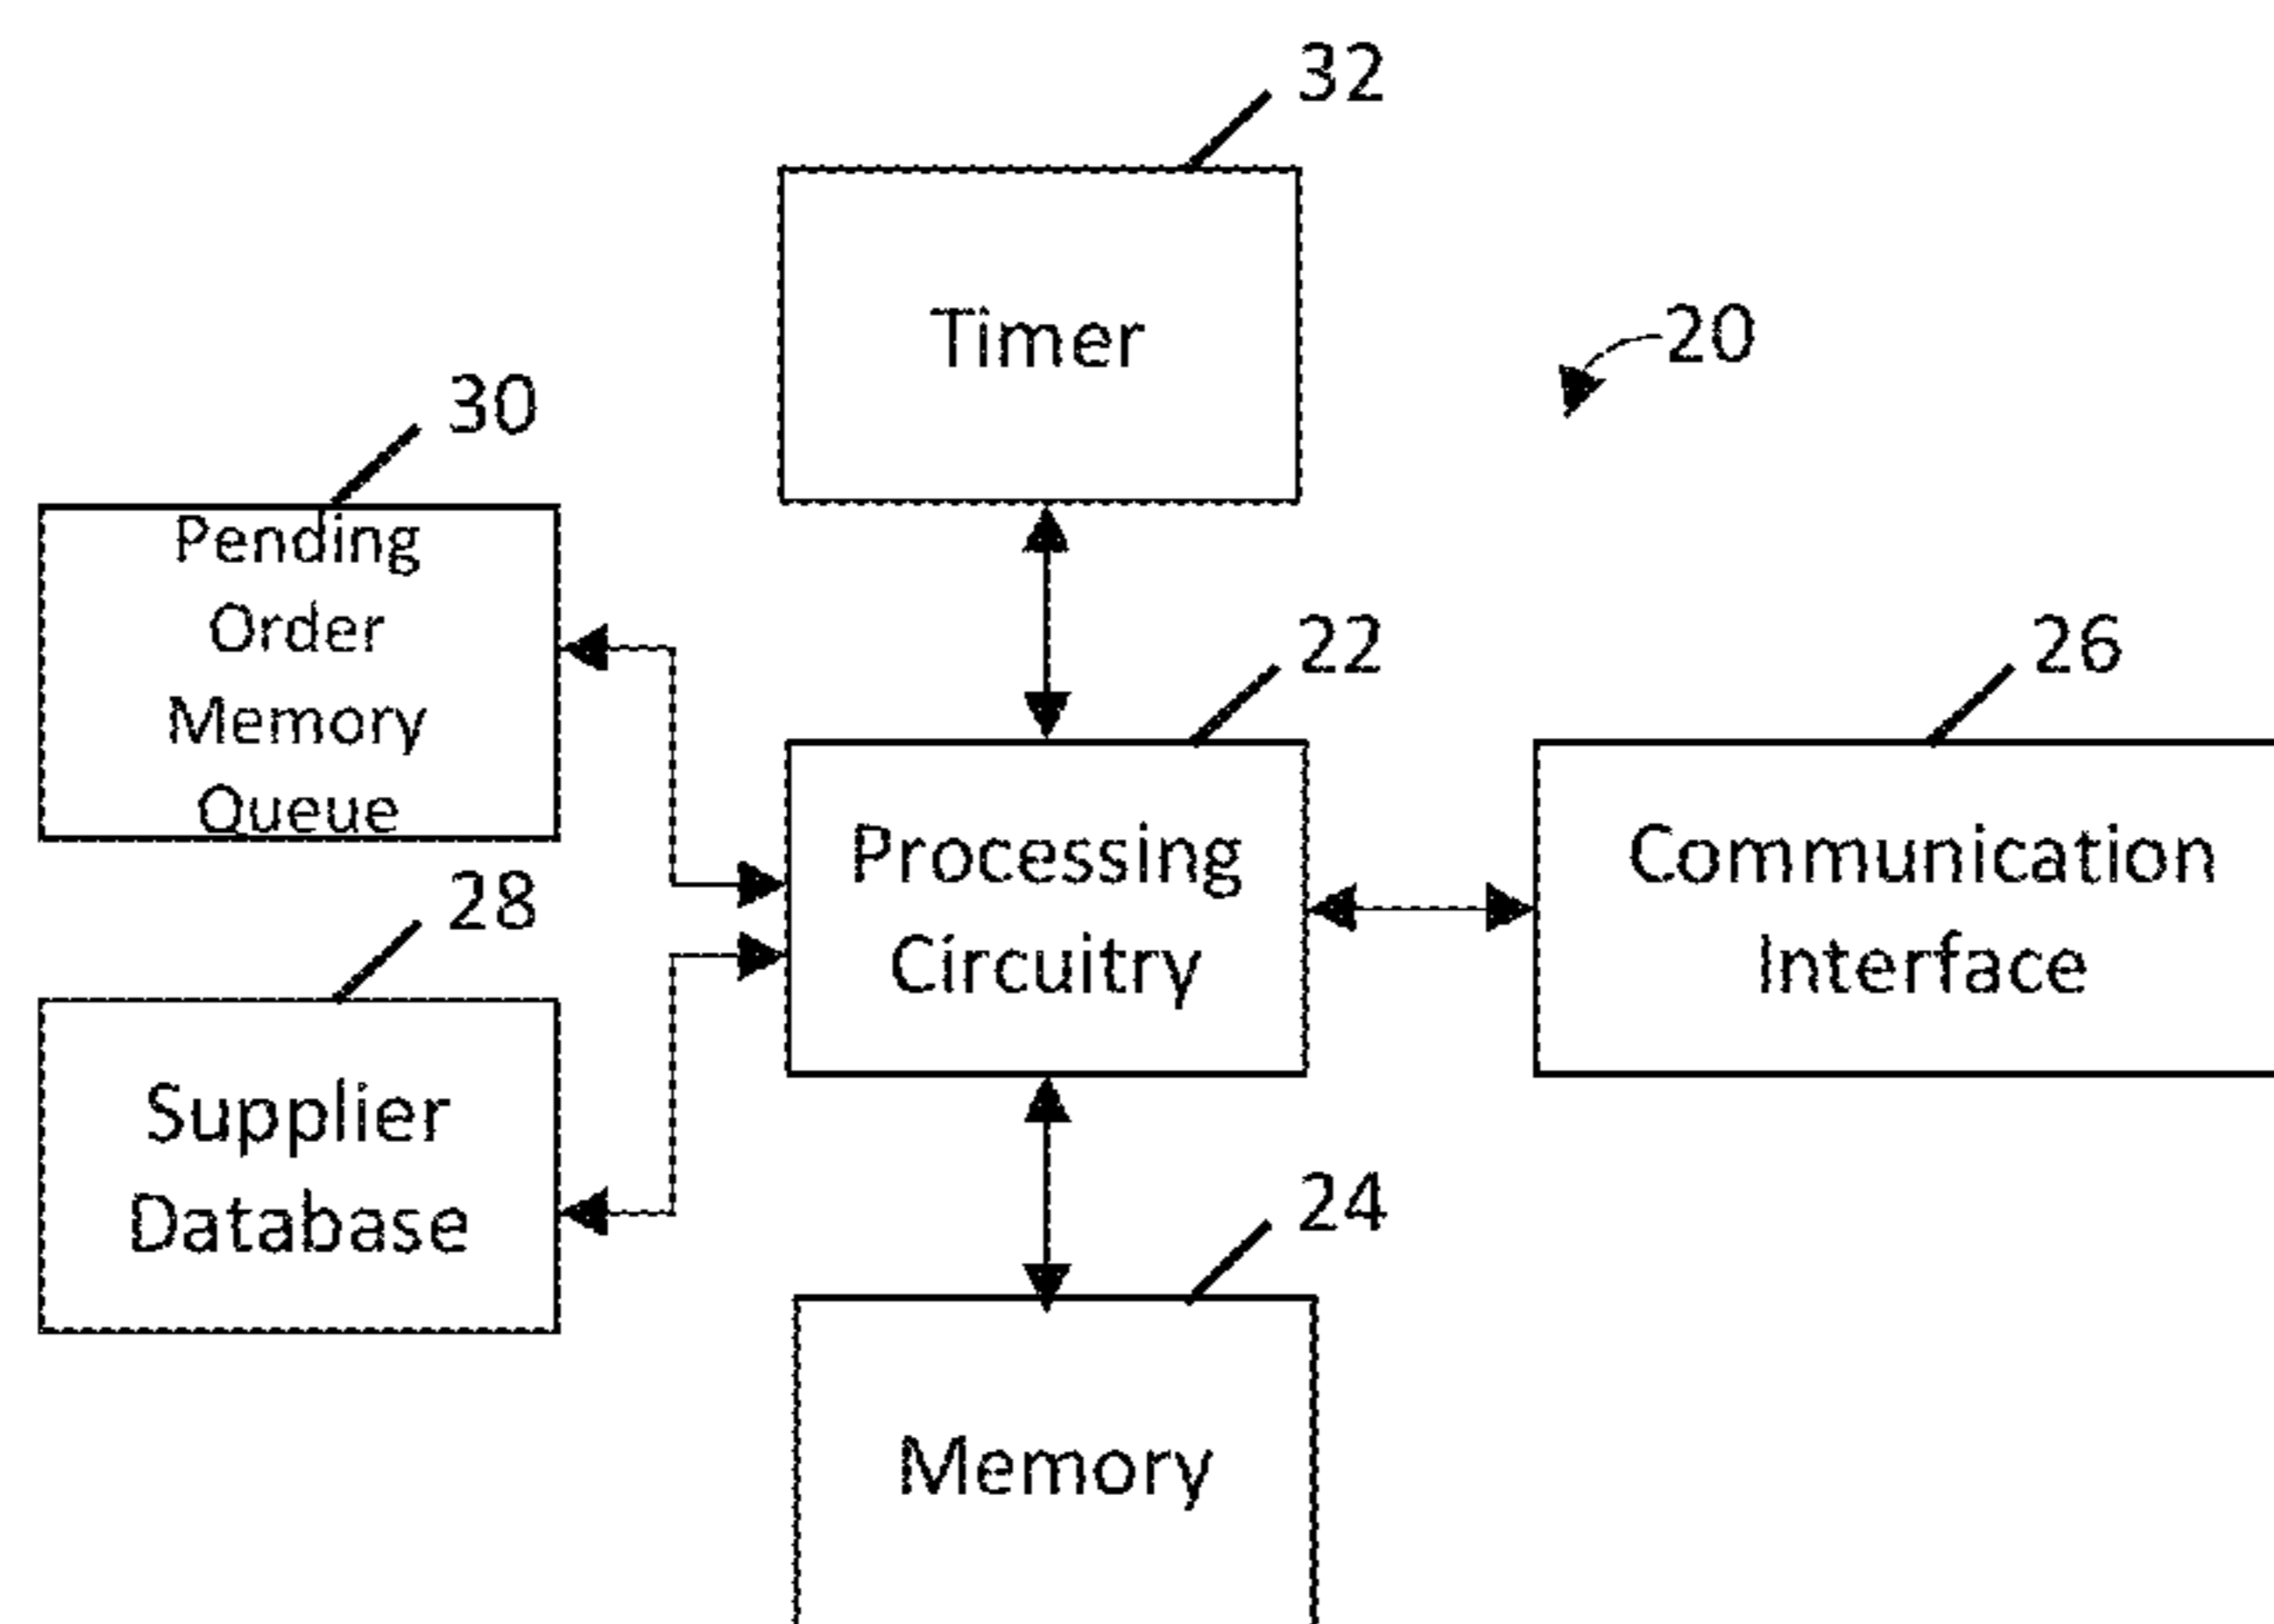 32
Timer
20
30
Pending
Order
Memory
Queue
22
Processing
Circuitry
26
Communication
Interface
28
Supplier
Database
24
Memory